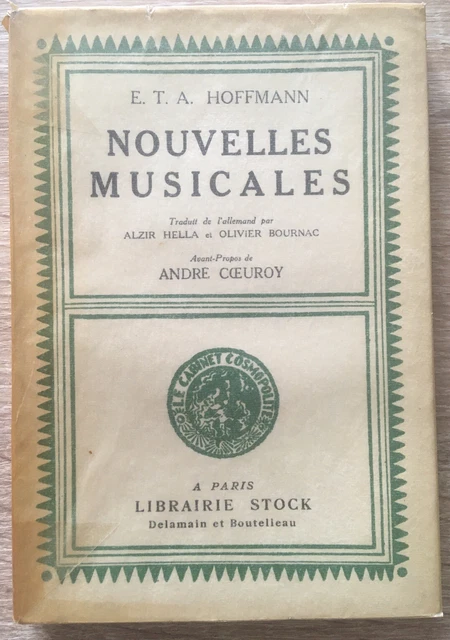 E. T. A. HOFFMANN
NOUVELLES
MUSICALES
Traduit de l'allemand par
ALZIR HELLA et OLIVIER BOURNAC
Avant-Propos de
ANDRÉ CŒUROY
LE CABINET COSMOPOLITE
A PARIS
LIBRAIRIE STOCK
Delamain et Boutelleau